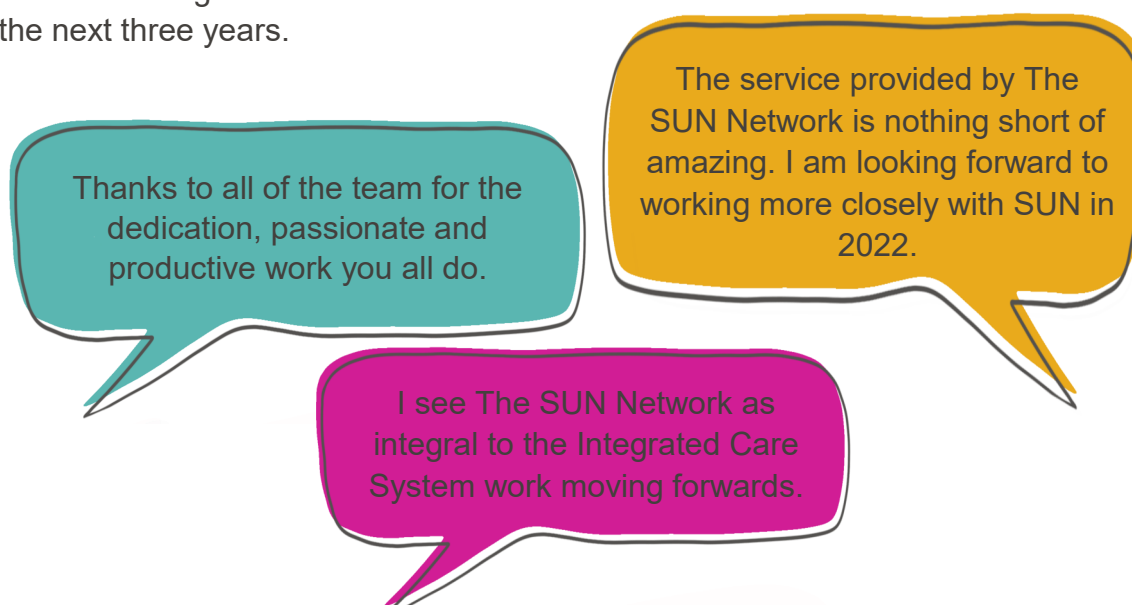 the next three years.
The service provided by The
SUN Network is nothing short of
amazing. I am looking forward to
working more closely with SUN in
2022.
Thanks to all of the team for the
dedication, passionate and
productive work you all do.
I see The SUN Network as
integral to the Integrated Care
System work moving forwards.